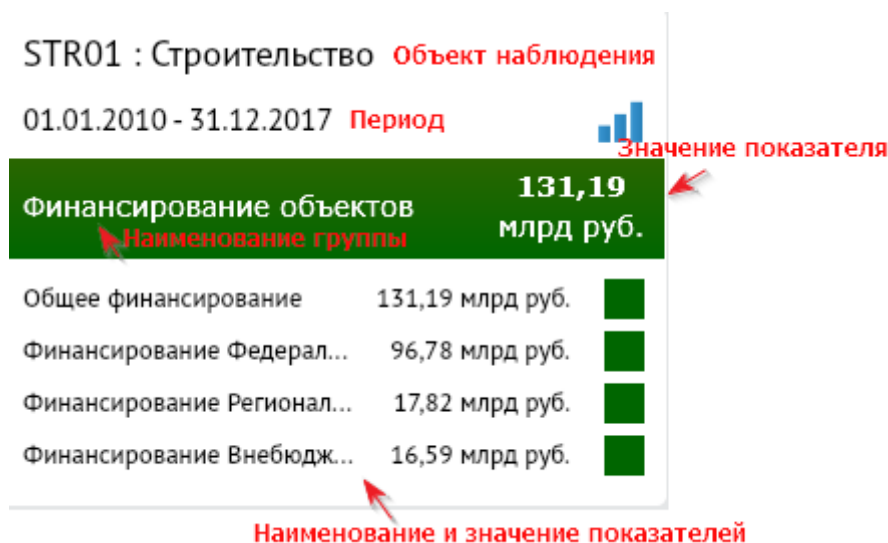 STR01 : Строительство Объект наблюдения
01.01.2010 - 31.12.2017 Период
Значение показателя
Финансирование объектов 131,19
млрд руб.
Наименование группы
Общее финансирование 131,19 млрд руб.
Финансирование Федерал... 96,78 млрд руб.
Финансирование Регионал... 17,82 млрд руб.
Финансирование Внебюдж... 16,59 млрд руб.
Наименование и значение показателей